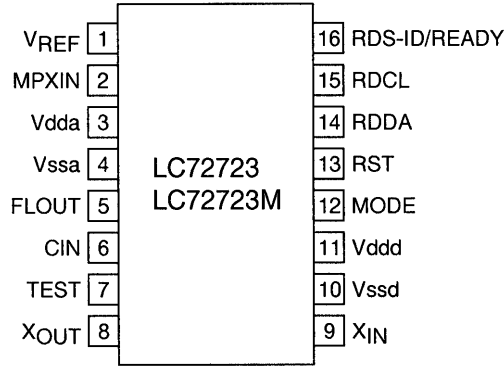 VREF 1
MPXIN 2
Vdda 3
Vssa 4
FLOUT 5
CIN 6
TEST 7
XOUT 8
LC72723
LC72723M
16 RDS-ID/READY
15 RDCL
14 RDDA
13 RST
12 MODE
11 Vddd
10 Vssd
9 XIN